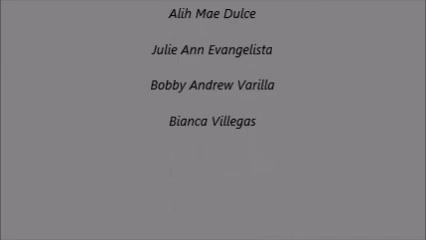 Alih Mae Dulce
Julie Ann Evangelista
Bobby Andrew Varilla
Bianca Villegas